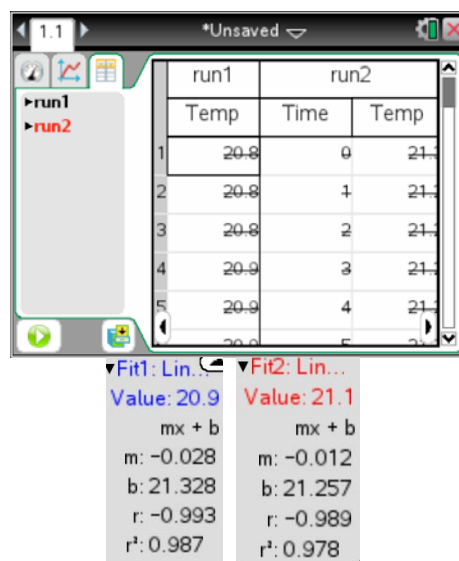 1.1 *Unsaved
run1 run2
run1
run2
Temp Time Temp
1 20.8 0
2 20.8 1
3 20.8 2
4 20.9 3
5 20.9 4
Fit1: Lin...
Value: 20.9
mx + b
m: -0.028
b: 21.328
r: -0.993
r²: 0.987
Fit2: Lin...
Value: 21.1
mx + b
m: -0.012
b: 21.257
r: -0.989
r²: 0.978